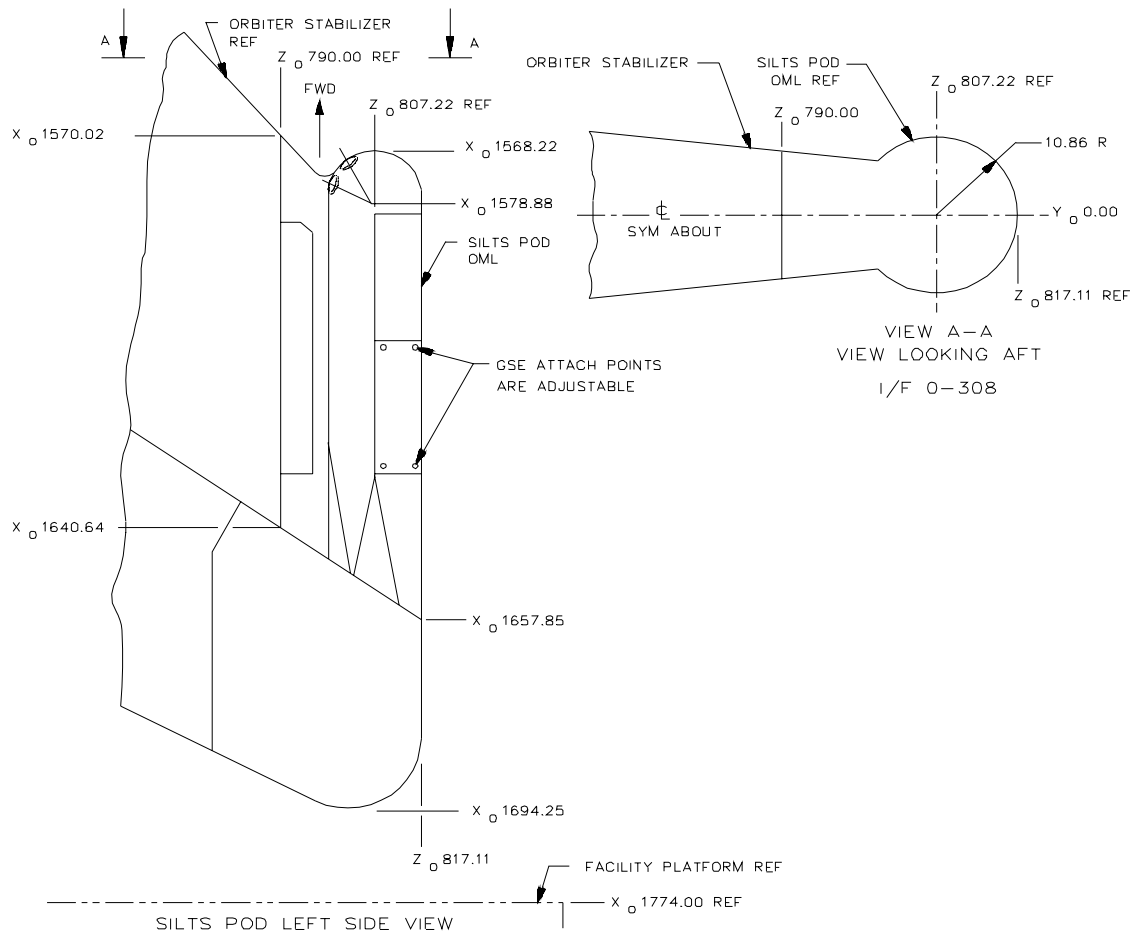 A
ORBITER STABILIZER
REF
Z O 790.00 REF
A
FWD
Z O 807.22 REF
X O 1570.02
X O 1568.22
X O 1578.88
SILTS POD
OML
GSE ATTACH POINTS
ARE ADJUSTABLE
X O 1640.64
X O 1657.85
X O 1694.25
Z O 817.11
FACILITY PLATFORM REF
X O 1774.00 REF
SILTS POD LEFT SIDE VIEW
ORBITER STABILIZER
SILTS POD
OML REF
Z O 807.22 REF
Z O 790.00
10.86 R
℄
SYM ABOUT
Y O 0.00
Z O 817.11 REF
VIEW A-A
VIEW LOOKING AFT
I/F O-308